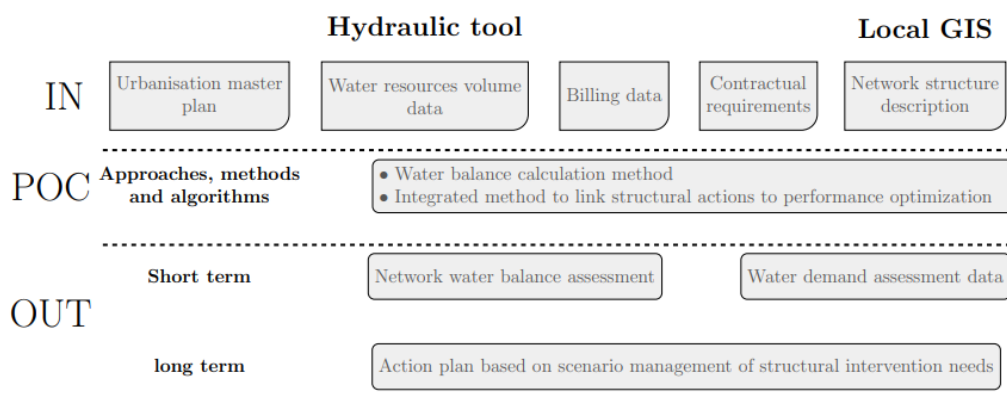 Hydraulic tool
Local GIS
IN
Urbanisation master
plan
Water resources volume
data
Billing data
Contractual
requirements
Network structure
description
POC
Approaches, methods
and algorithms
• Water balance calculation method
• Integrated method to link structural actions to performance optimization
OUT
Short term
Network water balance assessment
Water demand assessment data
long term
Action plan based on scenario management of structural intervention needs